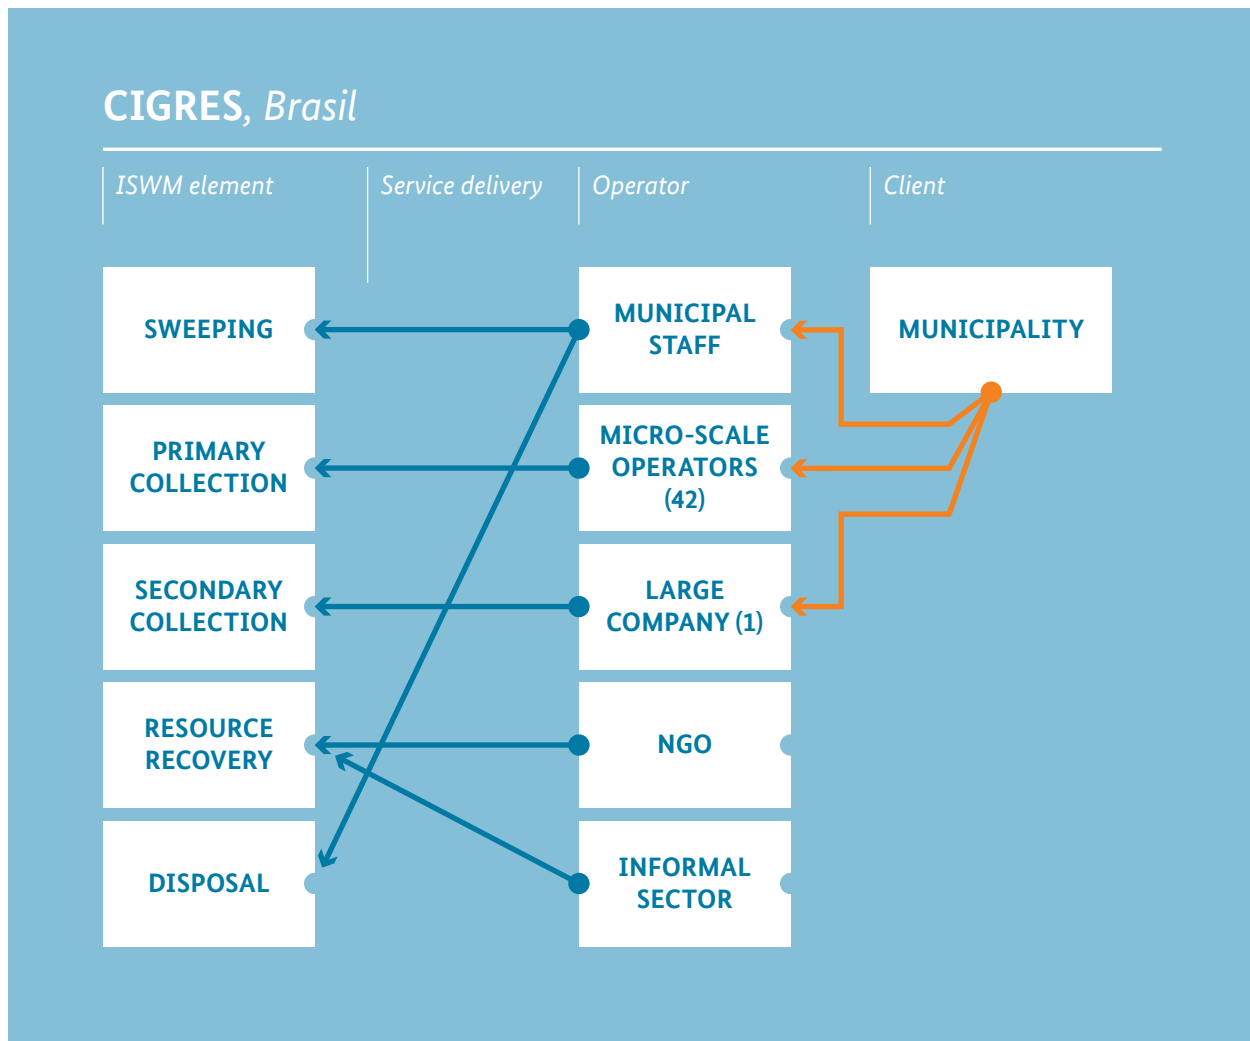 CIGRES, Brasil
ISWM element
Service delivery
Operator
Client
SWEEPING
MUNICIPAL
STAFF
MUNICIPALITY
PRIMARY
COLLECTION
MICRO-SCALE
OPERATORS
(42)
SECONDARY
COLLECTION
LARGE
COMPANY (1)
RESOURCE
RECOVERY
NGO
DISPOSAL
INFORMAL
SECTOR